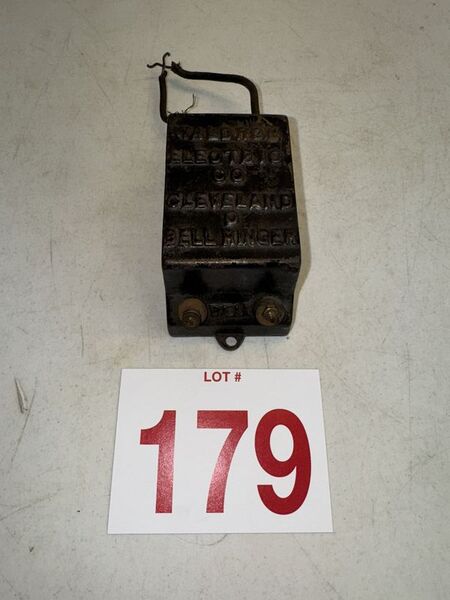 ELECTRIC
CO
CLEVELAND
O
BELL RINGER
LOT #
179